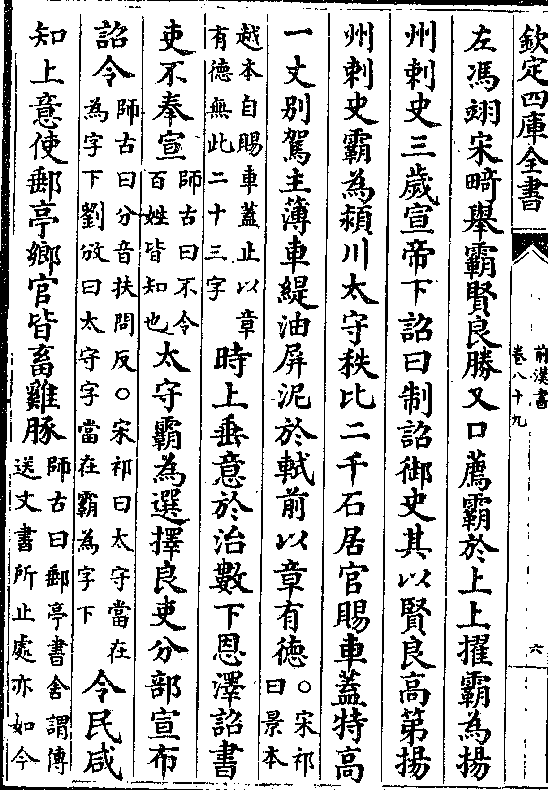 欽定四庫全書
前漢書
卷八十九
六
左馮翊宋畸舉霸賢良勝又口薦霸於上上擢霸為揚
州刺史三歲宣帝下詔曰制詔御史其以賢良高第揚
州刺史霸為潁川太守秩比二千石居官賜車蓋特高
一丈別駕主薄車緹油屏泥於軾前以章有德○宋祁曰景本
越本自賜車蓋止以章有德無此二十三字時上垂意於治數下恩澤詔書
吏不奉宣師古曰不令百姓皆知也太守霸為選擇良吏分部宣布
詔令師古曰分音扶問反○宋祁曰太守當在為字下劉攽曰太守字當在霸為字下令民咸
知上意使郵亭鄉官皆畜雞豚師古曰郵亭書舍謂傳送文書所止處亦如今